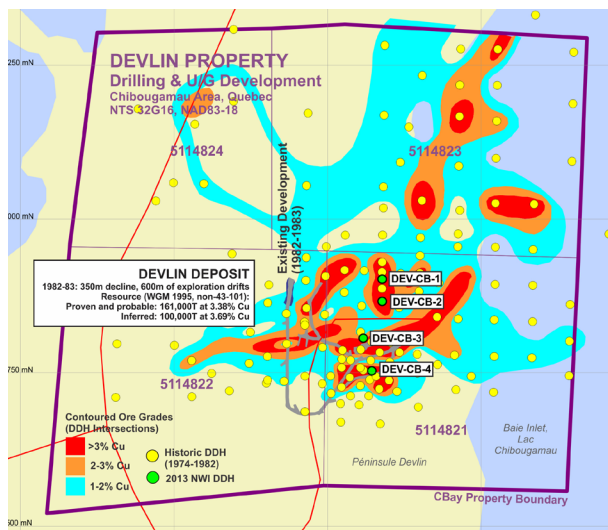 DEVLIN PROPERTY
Drilling & U/G Development
Chibougamau Area, Quebec
NTS 32G16, NAD83-18
250 mN
5114824
5114823
Existing Development
(1982-1983)
000 mN
DEVLIN DEPOSIT
1982-83: 350m decline, 600m of exploration drifts
Resource (WGM 1995, non-43-101):
Proven and probable: 161,000T at 3.38% Cu
Inferred: 100,000T at 3.69% Cu
DEV-CB-1
DEV-CB-2
DEV-CB-3
DEV-CB-4
750 mN
5114822
5114821
Contoured Ore Grades
(DDH Intersections)
>3% Cu
2-3% Cu
1-2% Cu
Historic DDH
(1974-1982)
2013 NWI DDH
Baie Inlet,
Lac
Chibougamau
Péninsule Devlin
CBay Property Boundary
500 mN